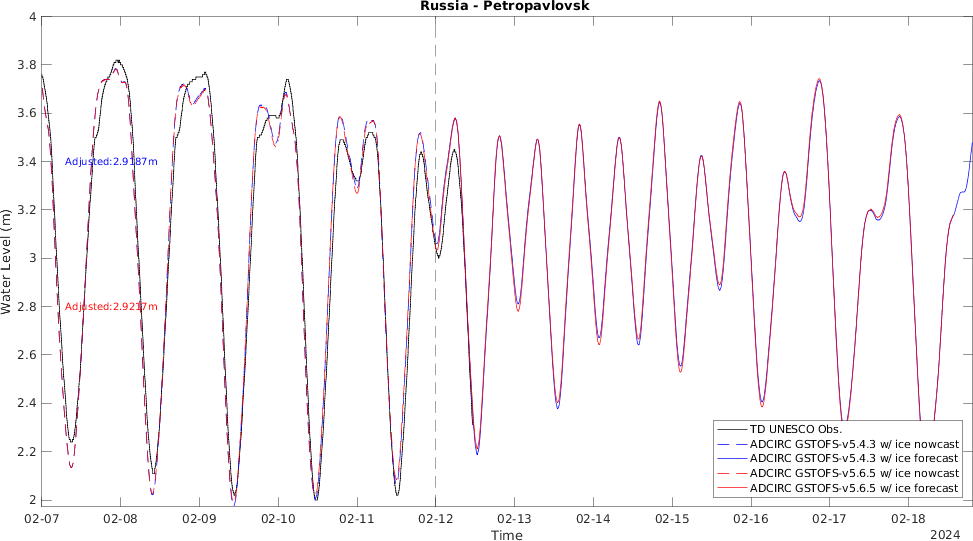 Russia - Petropavlovsk
4
3.8
3.6
3.4
3.2
3
2.8
2.6
2.4
2.2
2
Water Level (m)
Adjusted:2.9187m
Adjusted:2.9217m
TD UNESCO Obs.
ADCIRC GSTOFS-v5.4.3 w/ ice nowcast
ADCIRC GSTOFS-v5.4.3 w/ ice forecast
ADCIRC GSTOFS-v5.6.5 w/ ice nowcast
ADCIRC GSTOFS-v5.6.5 w/ ice forecast
02-07 02-08 02-09 02-10 02-11 02-12 02-13 02-14 02-15 02-16 02-17 02-18
Time
2024